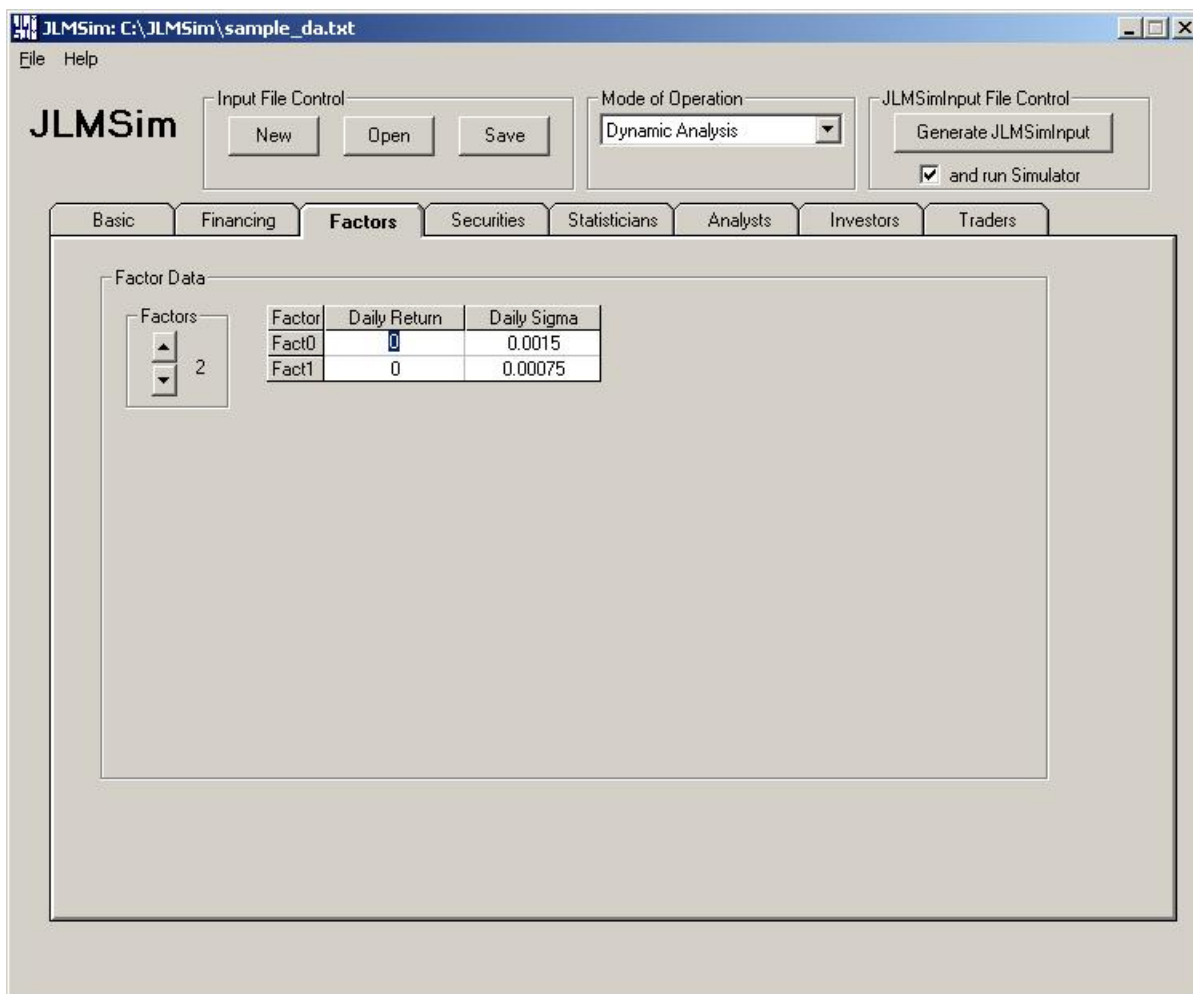 JLMSim: C:\JLMSim\sample_da.txt
File Help
JLMSim
Input File Control
New Open Save
Mode of Operation
Dynamic Analysis
JLMSimInput File Control
Generate JLMSimInput
and run Simulator
Basic Financing Factors Securities Statisticians Analysts Investors Traders
Factor Data
Factors
2
Factor Daily Return Daily Sigma
Fact0 0 0.0015
Fact1 0 0.00075